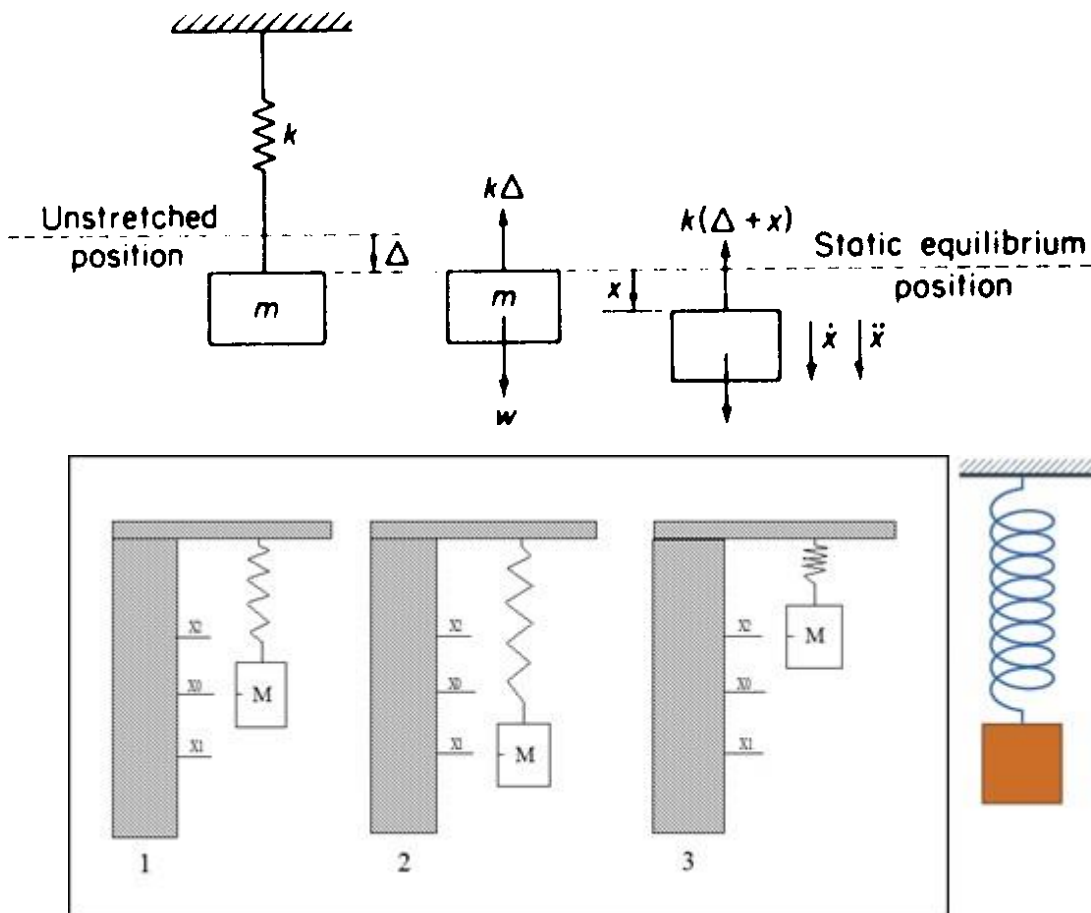 k
kΔ
k(Δ + x)
Unstretched
position
Δ
Static equilibrium
position
m
m
x
ẋ
ẍ
w
X2
X0
X1
M
1
X2
X0
X1
M
2
X2
X0
X1
M
3